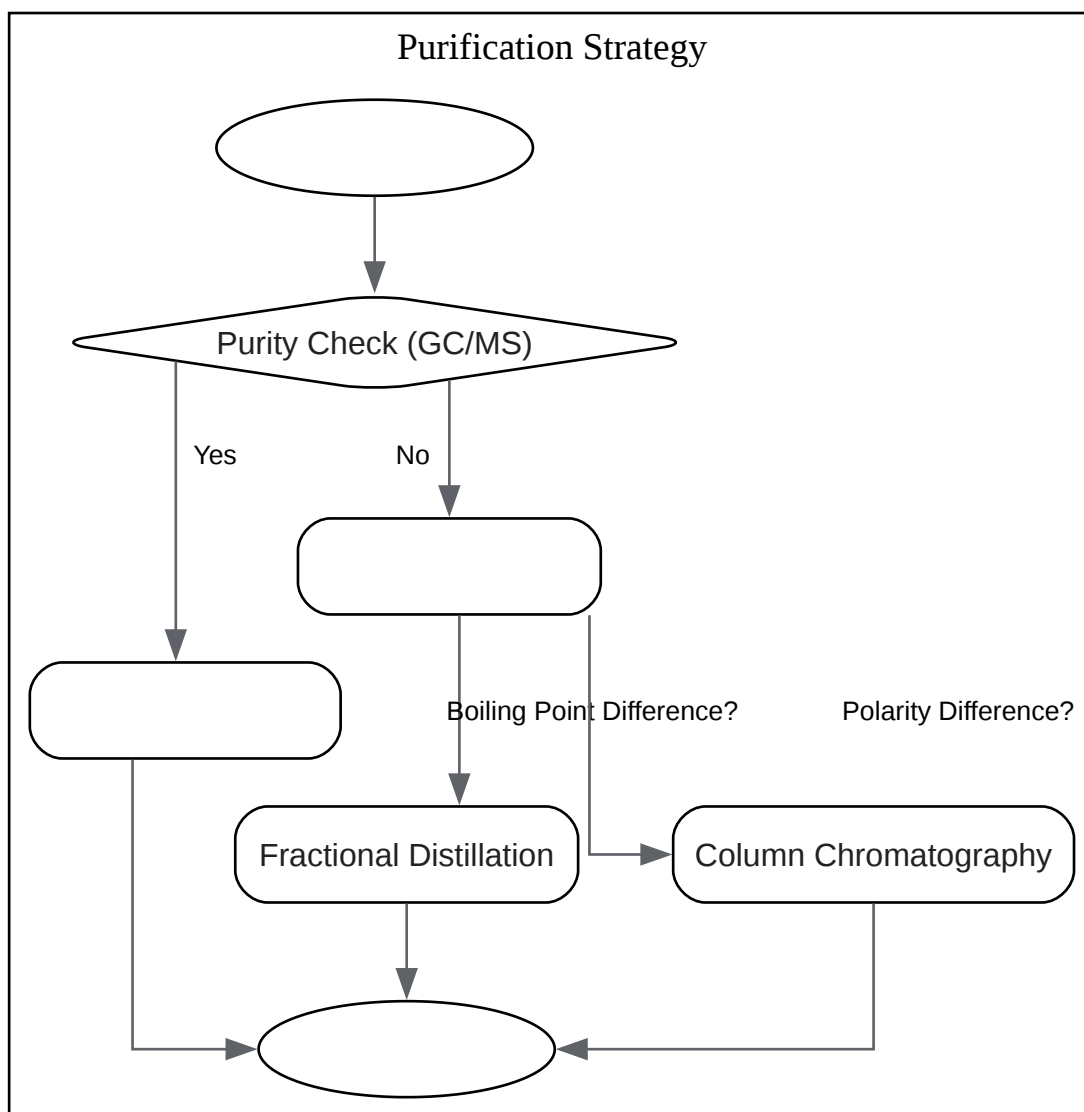 Purification Strategy
Purity Check (GC/MS)
Yes
No
Boiling Point Difference?
Polarity Difference?
Fractional Distillation
Column Chromatography